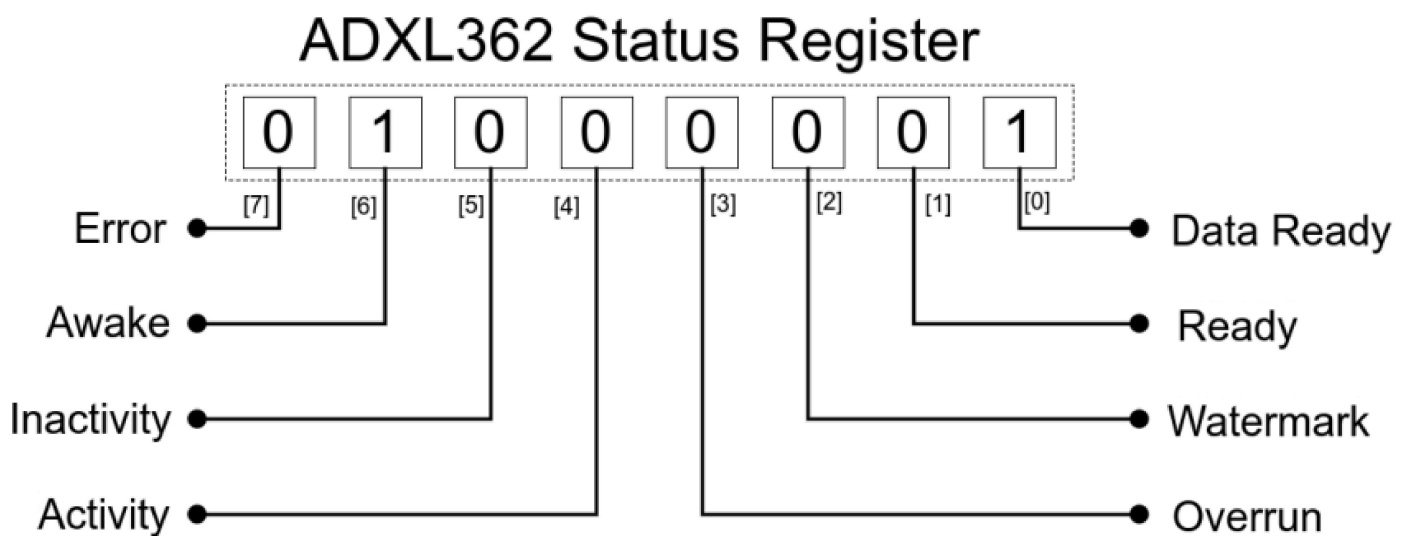 ADXL362 Status Register
0 1 0 0 0 0 0 1
[7] [6] [5] [4] [3] [2] [1] [0]
Error Data Ready
Awake Ready
Inactivity Watermark
Activity Overrun